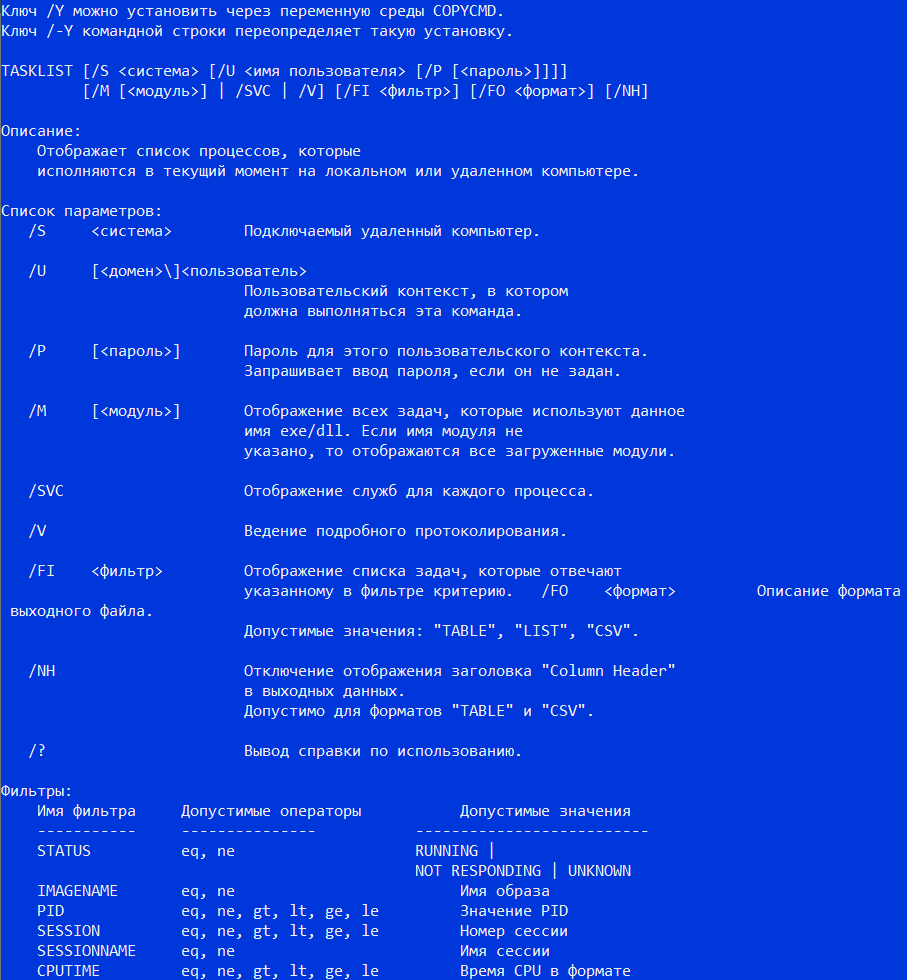 Ключ /Y можно установить через переменную среды COPYCMD.
Ключ /-Y командной строки переопределяет такую установку.
TASKLIST [/S <система> [/U <имя пользователя> [/P [<пароль>]]]]
[/M [<модуль>] | /SVC | /V] [/FI <фильтр>] [/FO <формат>] [/NH]
Описание:
Отображает список процессов, которые
исполняются в текущий момент на локальном или удаленном компьютере.
Список параметров:
/S <система> Подключаемый удаленный компьютер.
/U [<домен>\]<пользователь>
Пользовательский контекст, в котором
должна выполняться эта команда.
/P [<пароль>] Пароль для этого пользовательского контекста.
Запрашивает ввод пароля, если он не задан.
/M [<модуль>] Отображение всех задач, которые используют данное
имя exe/dll. Если имя модуля не
указано, то отображаются все загруженные модули.
/SVC Отображение служб для каждого процесса.
/V Ведение подробного протоколирования.
/FI <фильтр> Отображение списка задач, которые отвечают
указанному в фильтре критерию. /FO <формат> Описание формата
выходного файла.
Допустимые значения: "TABLE", "LIST", "CSV".
/NH Отключение отображения заголовка "Column Header"
в выходных данных.
Допустимо для форматов "TABLE" и "CSV".
/? Вывод справки по использованию.
Фильтры:
Имя фильтра Допустимые операторы Допустимые значения
----------- --------------- --------------------------
STATUS eq, ne RUNNING |
NOT RESPONDING | UNKNOWN
IMAGENAME eq, ne Имя образа
PID eq, ne, gt, lt, ge, le Значение PID
SESSION eq, ne, gt, lt, ge, le Номер сессии
SESSIONNAME eq, ne Имя сессии
CPUTIME eq, ne, gt, lt, ge, le Время CPU в формате